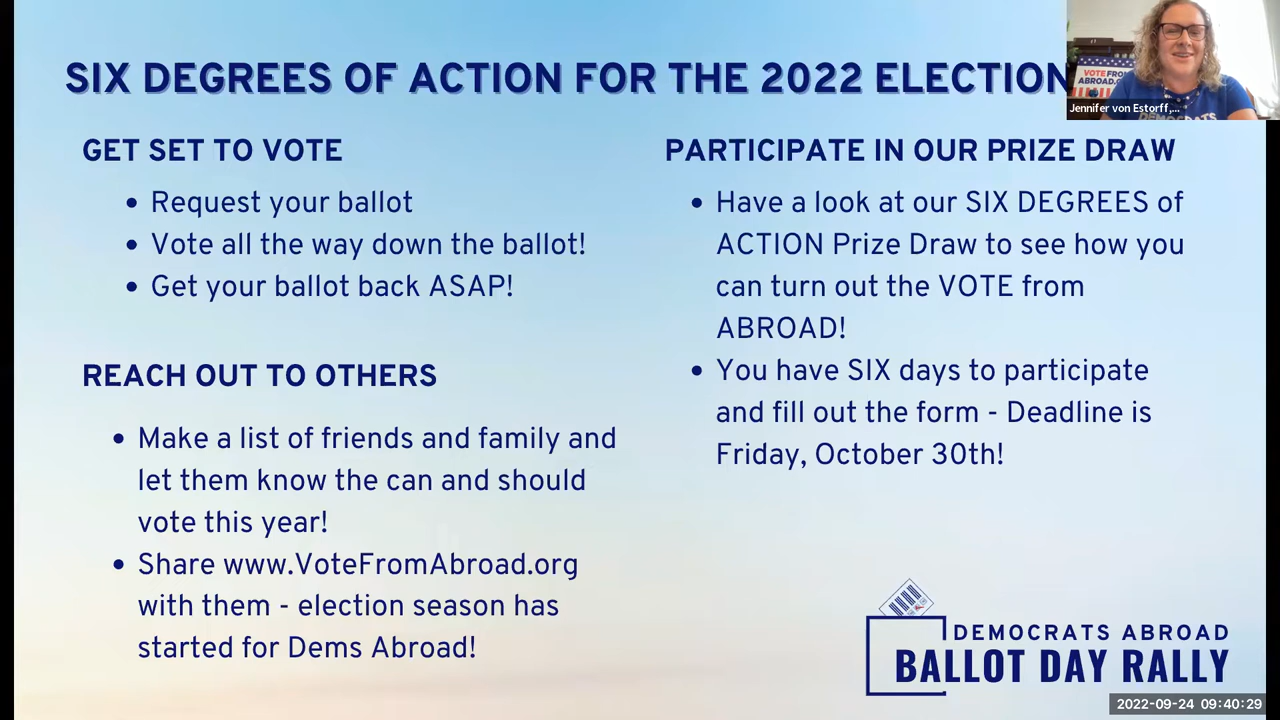 SIX DEGREES OF ACTION FOR THE 2022 ELECTION
GET SET TO VOTE
• Request your ballot
• Vote all the way down the ballot!
• Get your ballot back ASAP!
REACH OUT TO OTHERS
• Make a list of friends and family and
let them know the can and should
vote this year!
• Share www.VoteFromAbroad.org
with them - election season has
started for Dems Abroad!
PARTICIPATE IN OUR PRIZE DRAW
• Have a look at our SIX DEGREES of
ACTION Prize Draw to see how you
can turn out the VOTE from
ABROAD!
• You have SIX days to participate
and fill out the form - Deadline is
Friday, October 30th!
VOTE
ABROAD
Jennifer von Estorff,...
DEMOCRATS ABROAD
BALLOT DAY RALLY
2022-09-24 09:40:29